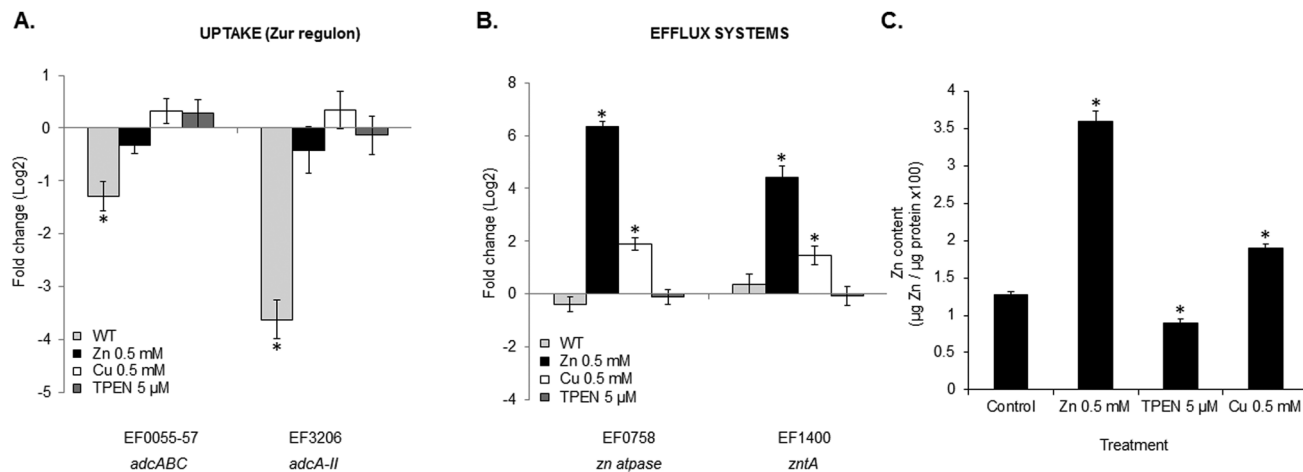 A.
UPTAKE (Zur regulon)
Fold change (Log2)
1
0
-1
-2
-3
-4
-5
*
*
WT
Zn 0.5 mM
Cu 0.5 mM
TPEN 5 µM
EF0055-57
EF3206
adcABC
adcA-II
B.
EFFLUX SYSTEMS
Fold change (Log2)
8
6
4
2
0
-2
-4
*
*
*
*
WT
Zn 0.5 mM
Cu 0.5 mM
TPEN 5 µM
EF0758
EF1400
zn atpase
zntA
C.
Zn content
(µg Zn / µg protein x100)
4
3.5
3
2.5
2
1.5
1
0.5
0
*
*
*
Control
Zn 0.5 mM
TPEN 5 µM
Cu 0.5 mM
Treatment